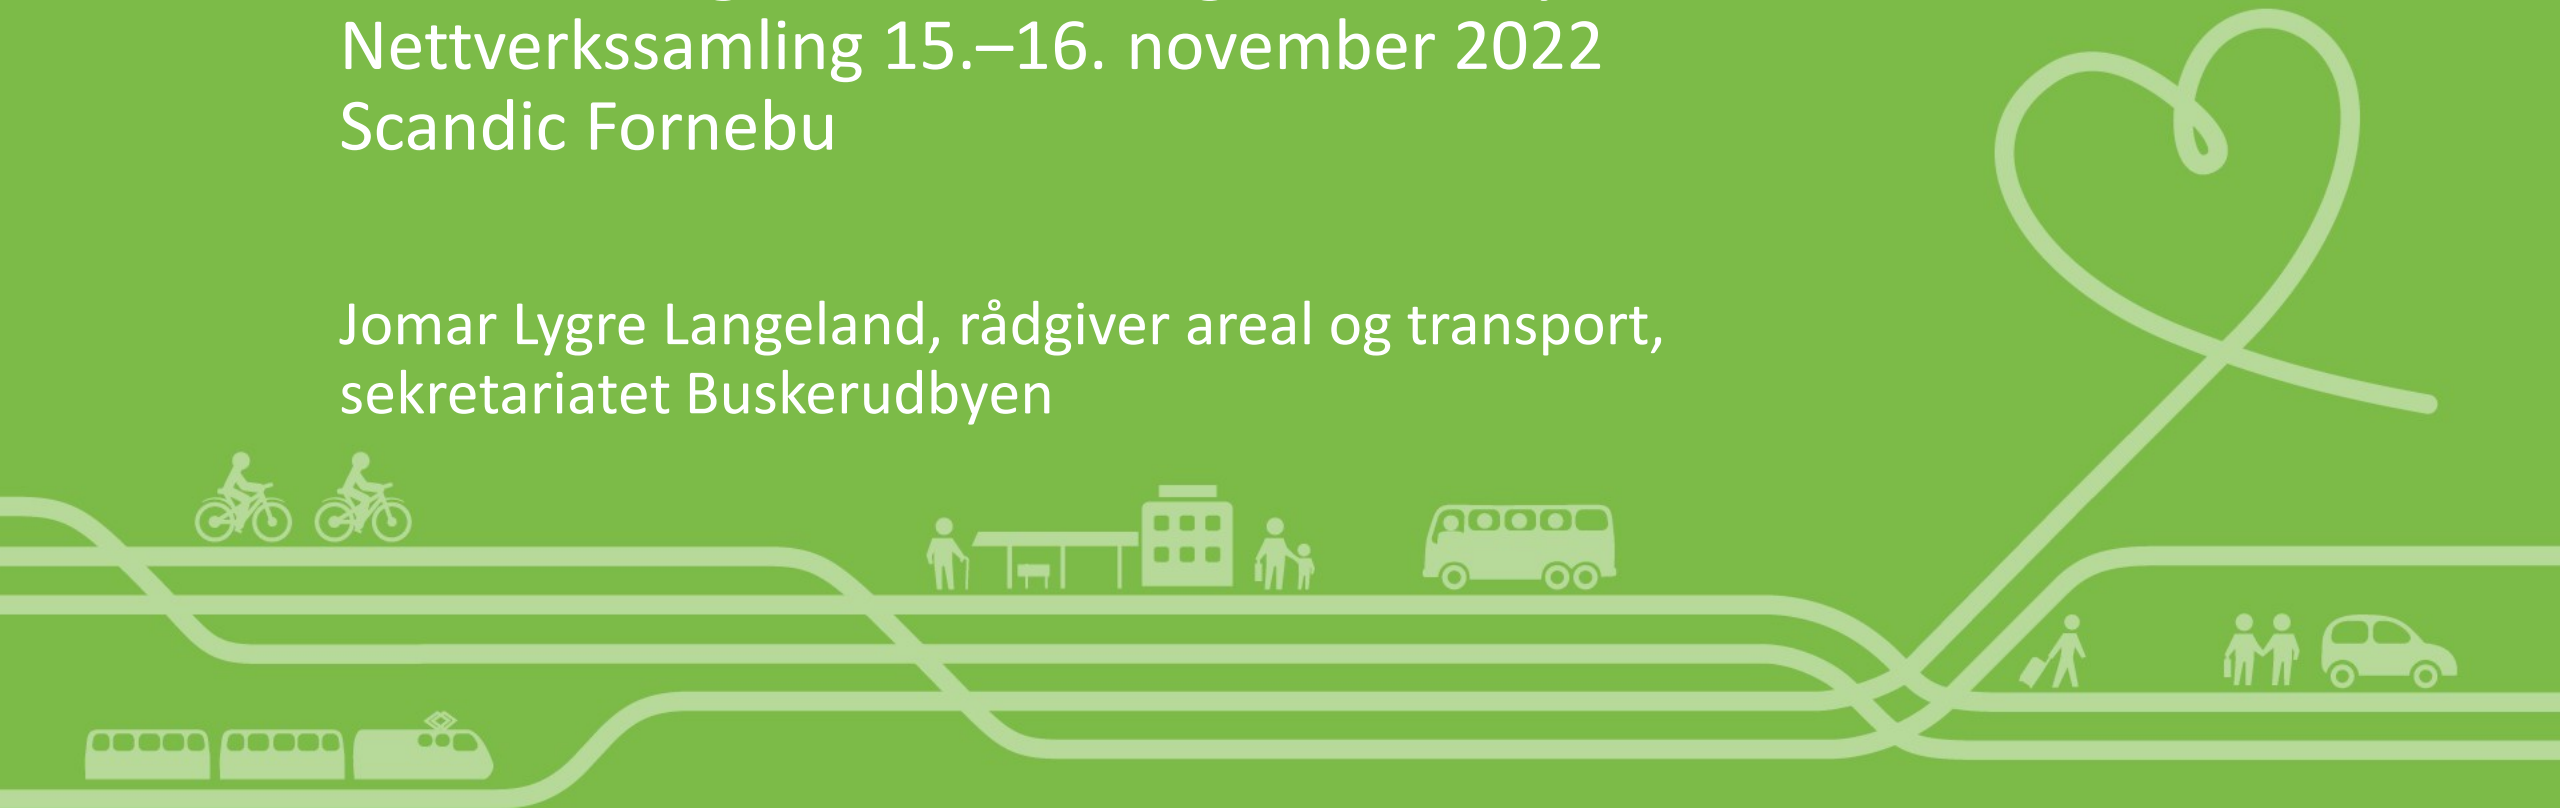 Nettverkssamling 15.–16. november 2022
Scandic Fornebu
Jomar Lygre Langeland, rådgiver areal og transport,
sekretariatet Buskerudbyen